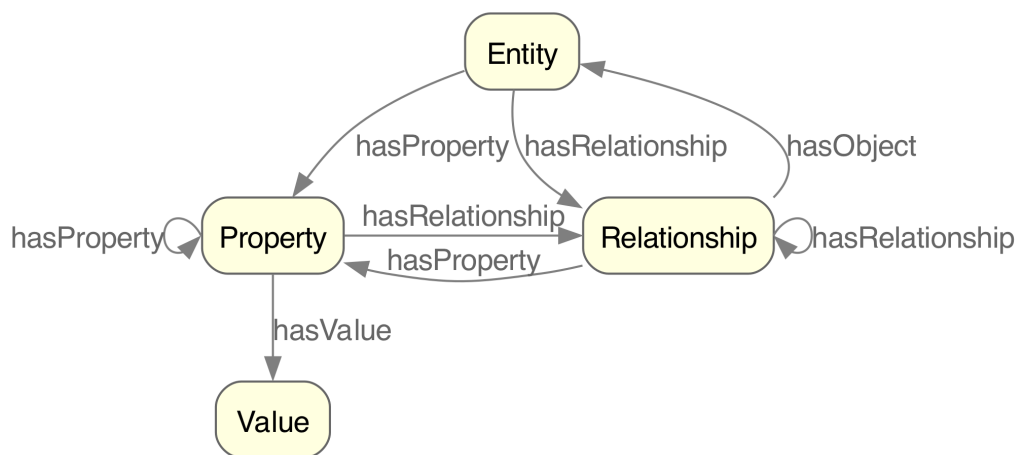 Entity
hasProperty
hasRelationship
hasObject
hasRelationship
hasProperty
Property
Relationship
hasRelationship
hasProperty
hasValue
Value